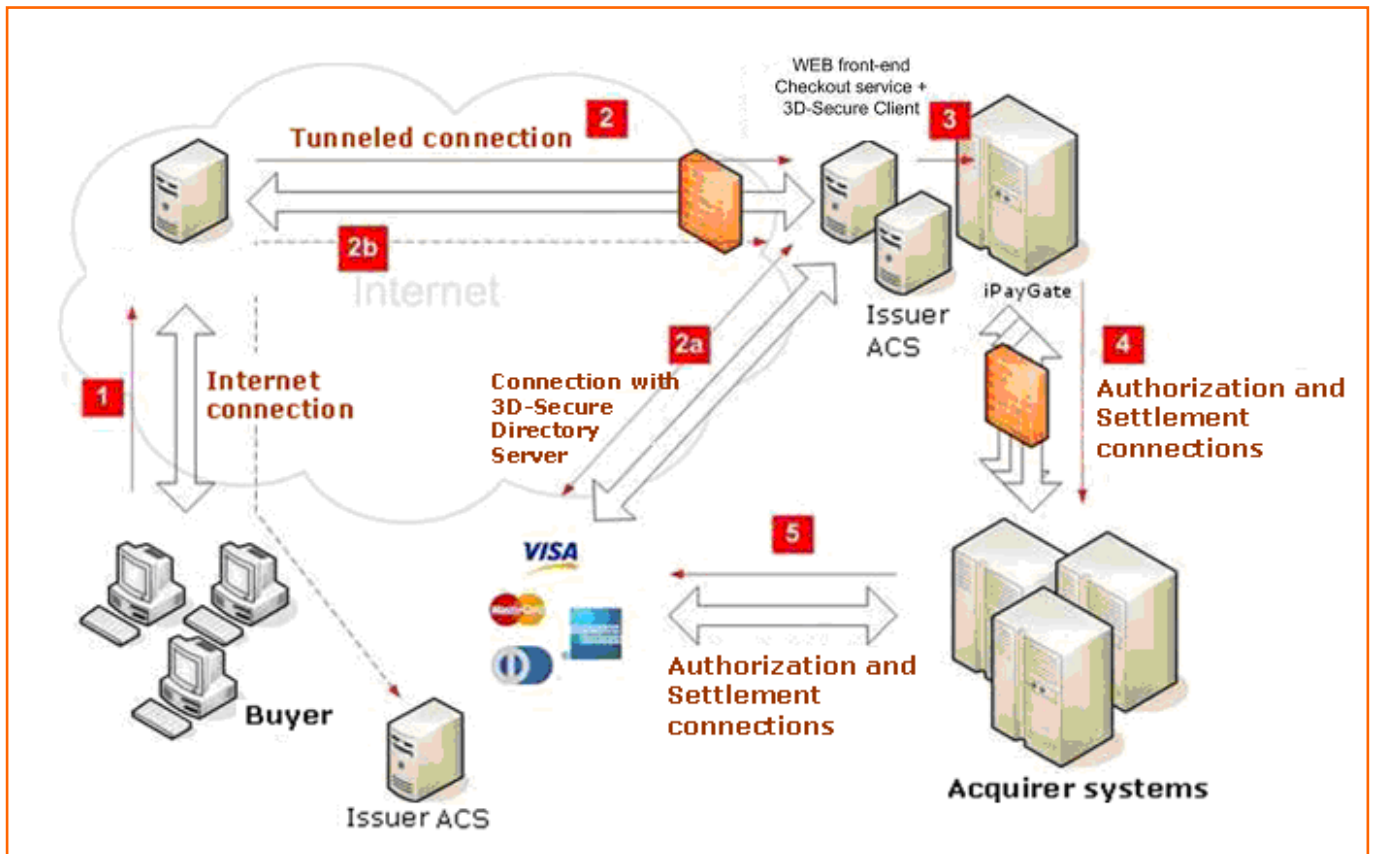 WEB front-end
Checkout service +
3D-Secure Client
2
3
Tunneled connection
2b
Internet
iPayGate
Issuer
ACS
2a
4
1
Internet
connection
Connection with
3D-Secure
Directory
Server
Authorization and
Settlement
connections
5
VISA
MasterCard
Authorization and
Settlement
connections
Buyer
Acquirer systems
Issuer ACS